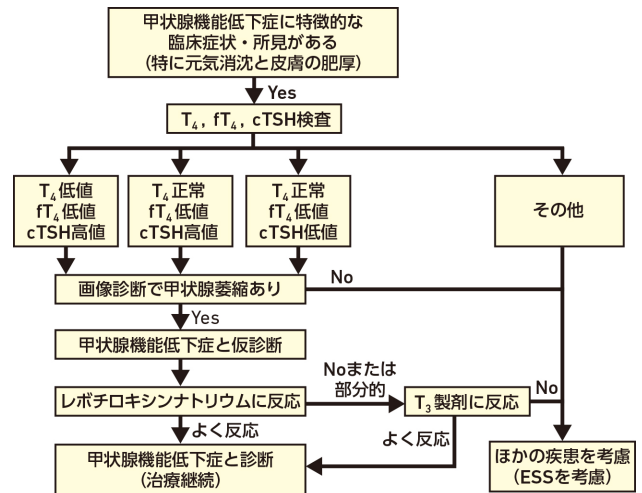 甲状腺機能低下症に特徴的な
臨床症状・所見がある
（特に元気消沈と皮膚の肥厚）
Yes
T₄，fT₄，cTSH検査
T₄低値
fT₄低値
cTSH高値
T₄正常
fT₄低値
cTSH高値
T₄正常
fT₄低値
cTSH低値
その他
画像診断で甲状腺萎縮あり
No
Yes
甲状腺機能低下症と仮診断
レボチロキシンナトリウムに反応
Noまたは
部分的
T₃製剤に反応
No
よく反応
よく反応
甲状腺機能低下症と診断
（治療継続）
ほかの疾患を考慮
（ESSを考慮）